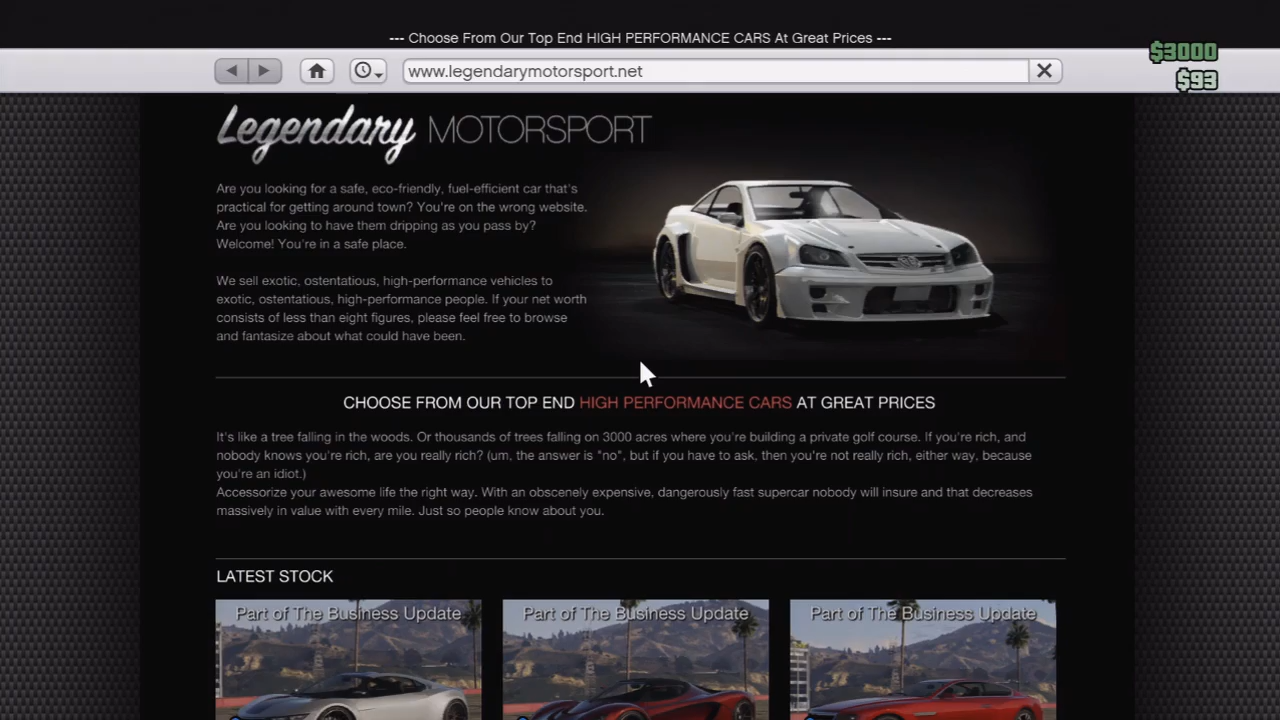 --- Choose From Our Top End HIGH PERFORMANCE CARS At Great Prices ---
www.legendarymotorsport.net
$3000
$93
Legendary MOTORSPORT
Are you looking for a safe, eco-friendly, fuel-efficient car that's
practical for getting around town? You're on the wrong website.
Are you looking to have them dripping as you pass by?
Welcome! You're in a safe place.
We sell exotic, ostentatious, high-performance vehicles to
exotic, ostentatious, high-performance people. If your net worth
consists of less than eight figures, please feel free to browse
and fantasize about what could have been.
CHOOSE FROM OUR TOP END HIGH PERFORMANCE CARS AT GREAT PRICES
It's like a tree falling in the woods. Or thousands of trees falling on 3000 acres where you're building a private golf course. If you're rich, and
nobody knows you're rich, are you really rich? (um, the answer is "no", but if you have to ask, then you're not really rich, either way, because
you're an idiot.)
Accessorize your awesome life the right way. With an obscenely expensive, dangerously fast supercar nobody will insure and that decreases
massively in value with every mile. Just so people know about you.
LATEST STOCK
Part of The Business Update
Part of The Business Update
Part of The Business Update